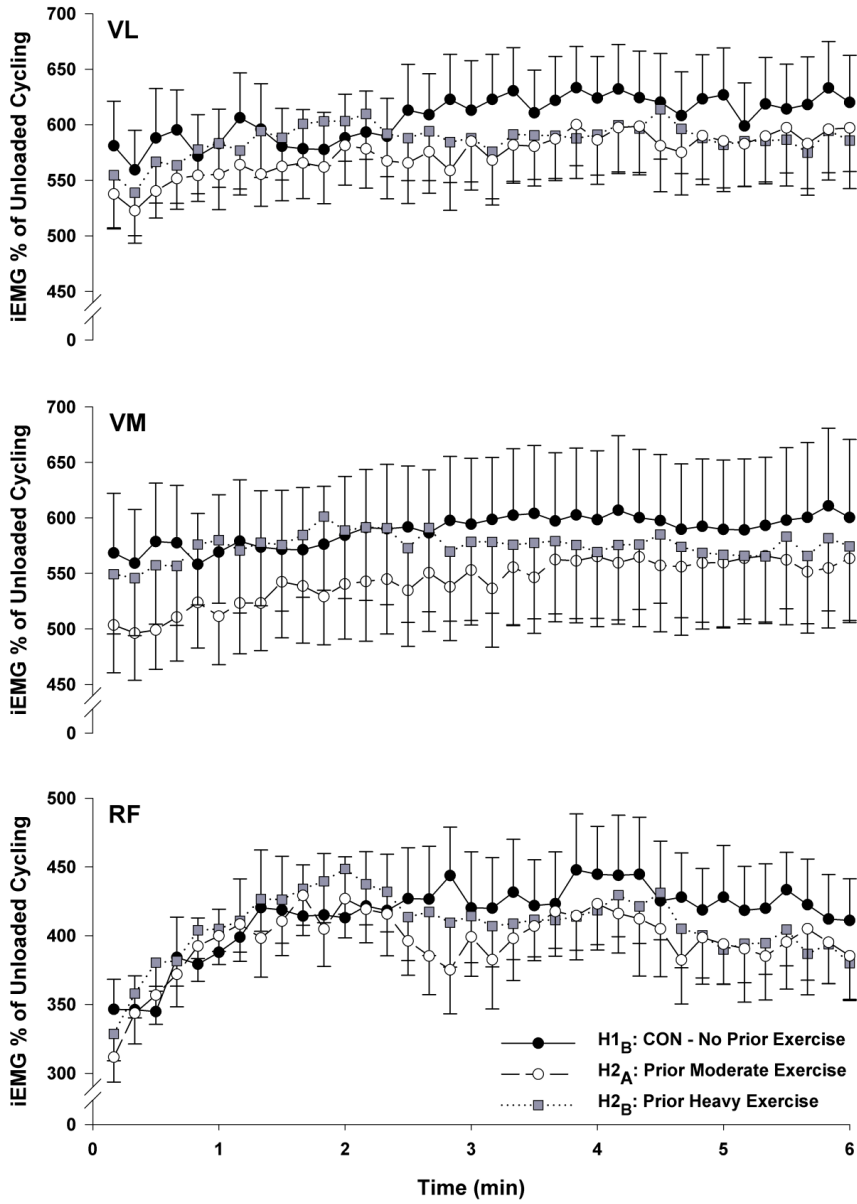 VL
700
650
600
550
500
450
0
iEMG % of Unloaded Cycling
VM
700
650
600
550
500
450
0
iEMG % of Unloaded Cycling
RF
500
450
400
350
300
0
iEMG % of Unloaded Cycling
H1B: CON - No Prior Exercise
H2A: Prior Moderate Exercise
H2B: Prior Heavy Exercise
0 1 2 3 4 5 6
Time (min)